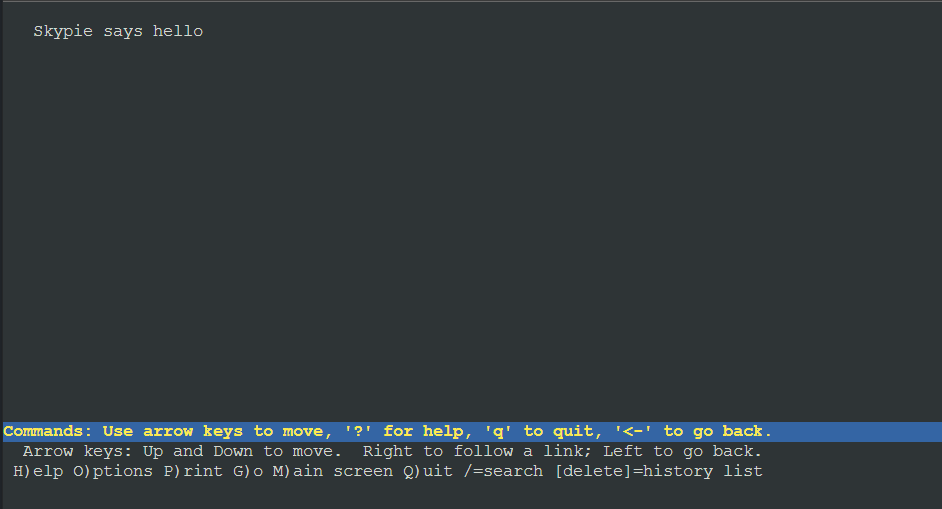 Skypie says hello
Commands: Use arrow keys to move, '?' for help, 'q' to quit, '<-' to go back.
Arrow keys: Up and Down to move.  Right to follow a link; Left to go back.
H)elp O)ptions P)rint G)o M)ain screen Q)uit /=search [delete]=history list